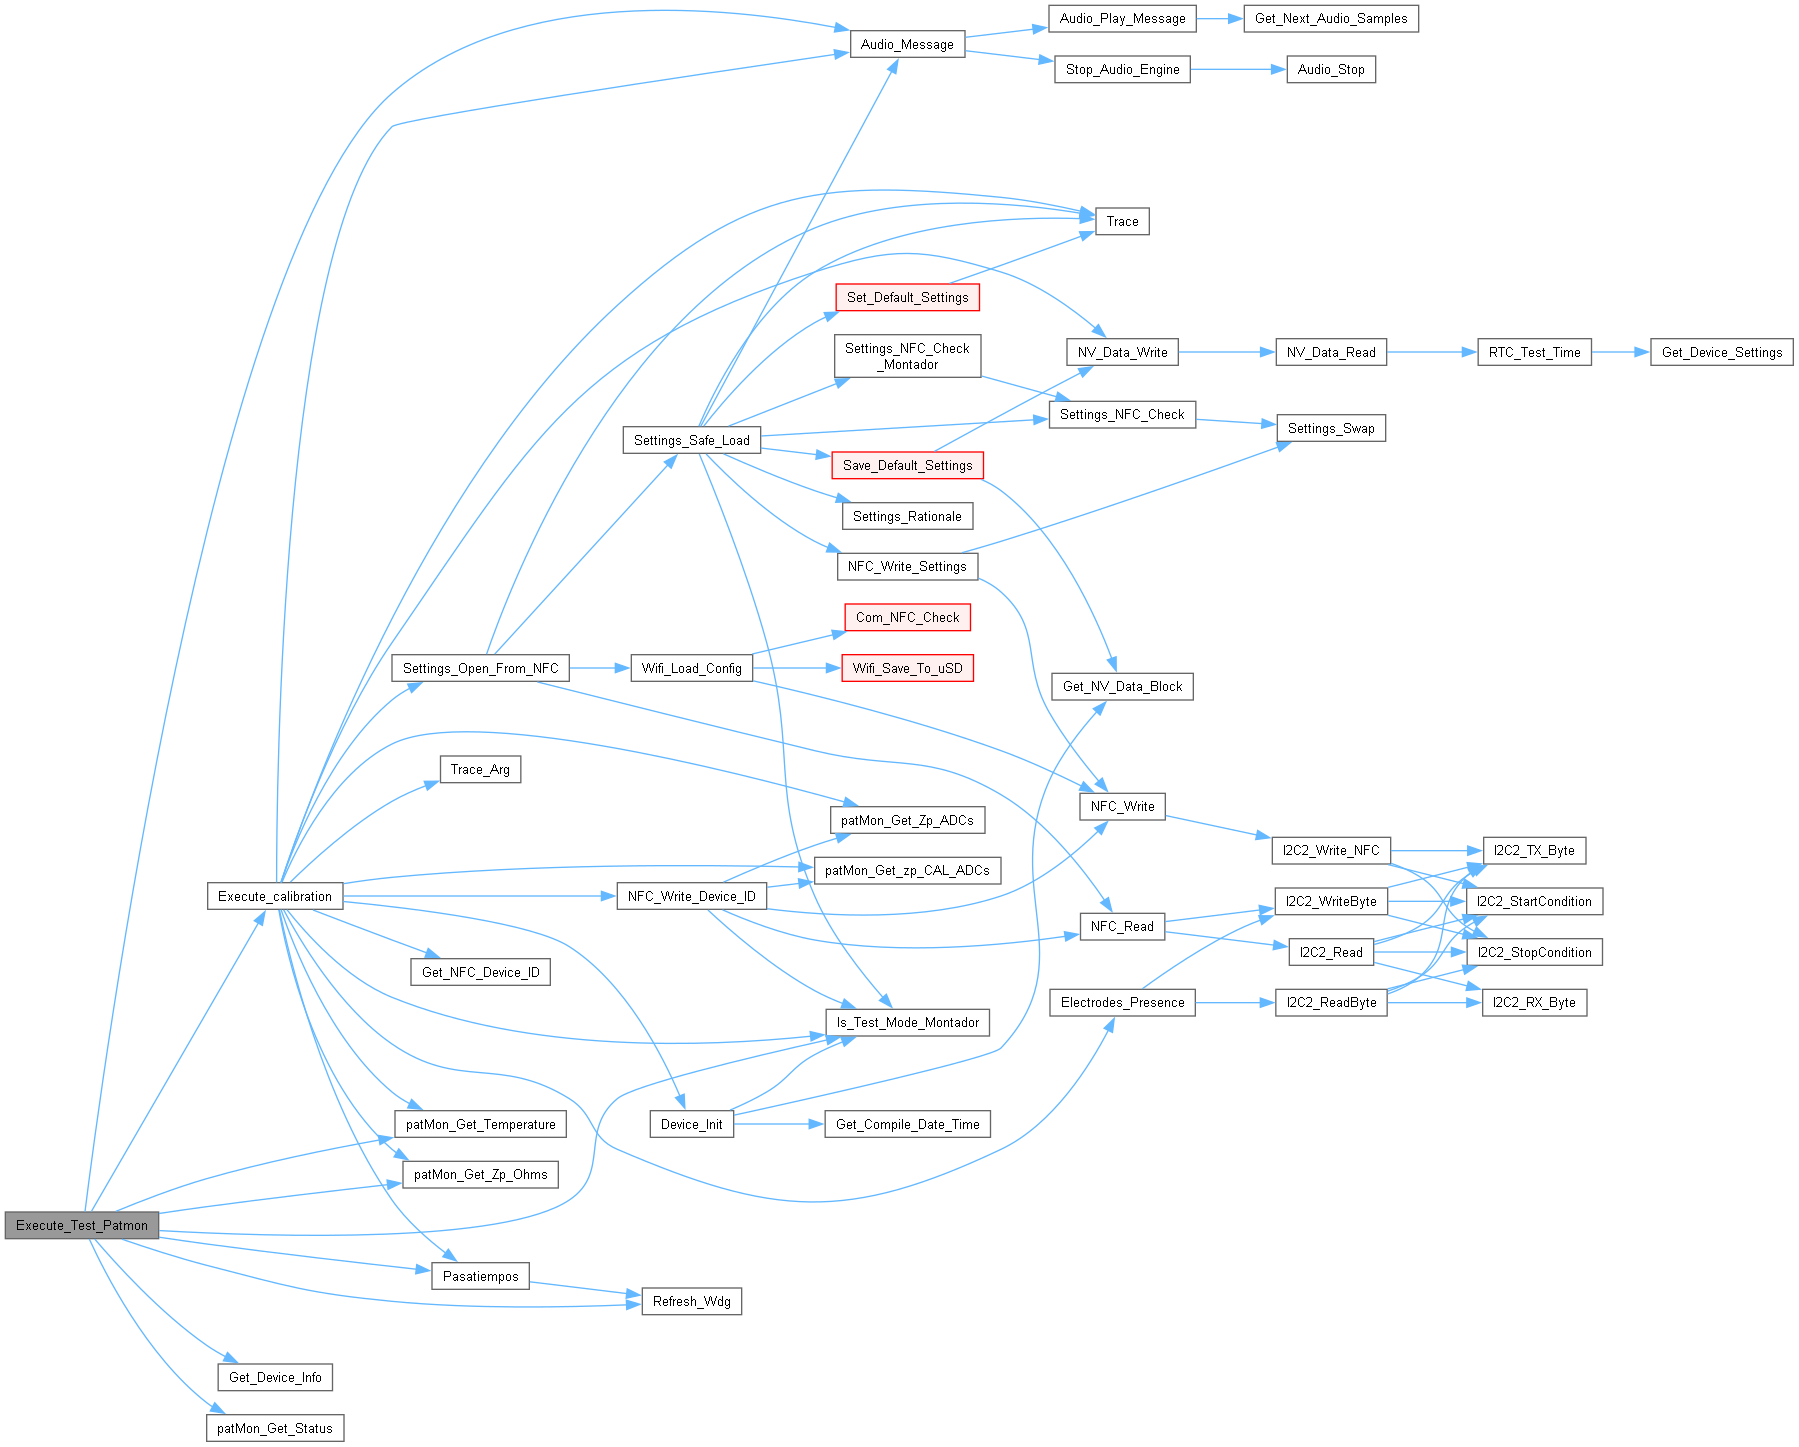 Audio_Play_Message
Get_Next_Audio_Samples
Audio_Message
Stop_Audio_Engine
Audio_Stop
Trace
Set_Default_Settings
Settings_NFC_Check
_Montador
NV_Data_Write
NV_Data_Read
RTC_Test_Time
Get_Device_Settings
Settings_NFC_Check
Settings_Swap
Settings_Safe_Load
Save_Default_Settings
Settings_Rationale
NFC_Write_Settings
Com_NFC_Check
Settings_Open_From_NFC
Wifi_Load_Config
Wifi_Save_To_uSD
Get_NV_Data_Block
Trace_Arg
NFC_Write
patMon_Get_Zp_ADCs
I2C2_Write_NFC
I2C2_TX_Byte
patMon_Get_zp_CAL_ADCs
Execute_calibration
NFC_Write_Device_ID
I2C2_WriteByte
I2C2_StartCondition
NFC_Read
I2C2_Read
I2C2_StopCondition
Get_NFC_Device_ID
Electrodes_Presence
I2C2_ReadByte
I2C2_RX_Byte
Is_Test_Mode_Montador
patMon_Get_Temperature
Device_Init
Get_Compile_Date_Time
patMon_Get_Zp_Ohms
Execute_Test_Patmon
Pasatiempos
Refresh_Wdg
Get_Device_Info
patMon_Get_Status